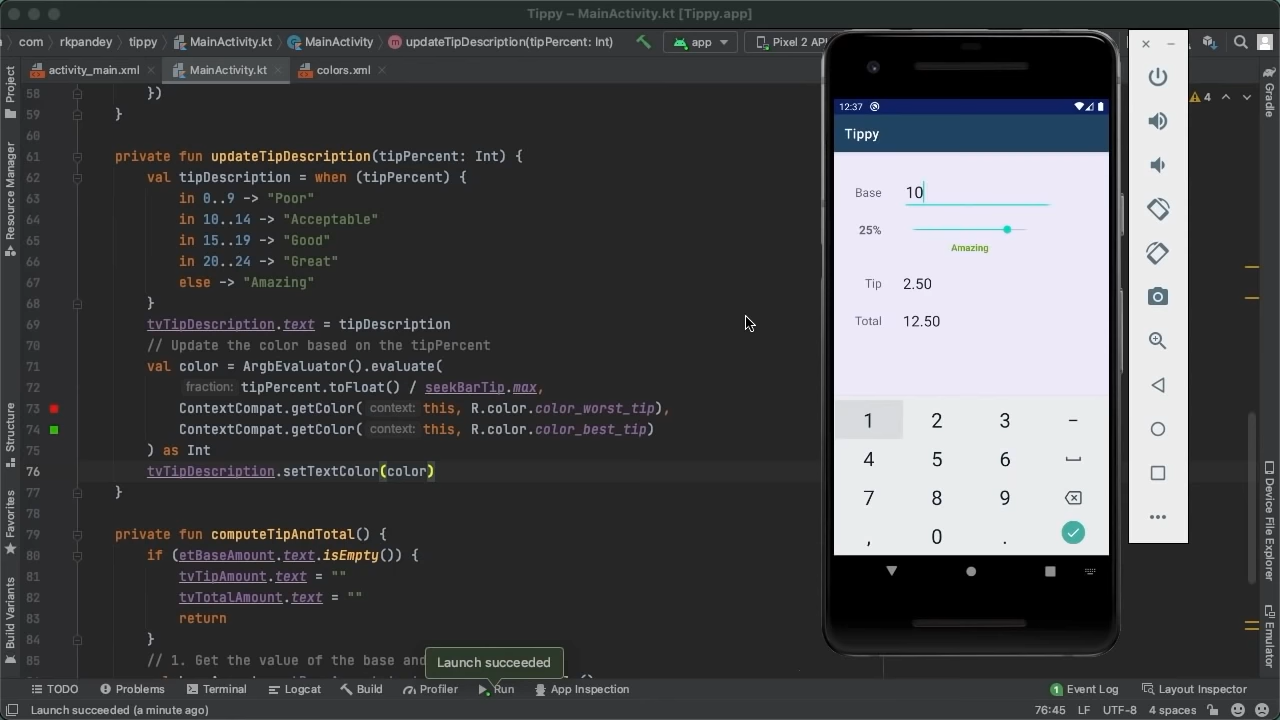 Tippy – MainActivity.kt [Tippy.app]
com rkpandey tippy MainActivity.kt MainActivity updateTipDescription(tipPercent: Int) app Pixel 2 API
activity_main.xml MainActivity.kt colors.xml
4
Project
Resource Manager
Structure
Favorites
Build Variants
Gradle
Device File Explorer
Emulator
58 })
59 }
60
61 private fun updateTipDescription(tipPercent: Int) {
62 val tipDescription = when (tipPercent) {
63 in 0..9 -> "Poor"
64 in 10..14 -> "Acceptable"
65 in 15..19 -> "Good"
66 in 20..24 -> "Great"
67 else -> "Amazing"
68 }
69 tvTipDescription.text = tipDescription
70 // Update the color based on the tipPercent
71 val color = ArgbEvaluator().evaluate(
72 fraction: tipPercent.toFloat() / seekBarTip.max,
73 ContextCompat.getColor( context: this, R.color.color_worst_tip),
74 ContextCompat.getColor( context: this, R.color.color_best_tip)
75 ) as Int
76 tvTipDescription.setTextColor(color)
77 }
78
79 private fun computeTipAndTotal() {
80 if (etBaseAmount.text.isEmpty()) {
81 tvTipAmount.text = ""
82 tvTotalAmount.text = ""
83 return
84 }
85 // 1. Get the value of the base and
Launch succeeded
12:37
Tippy
Base 10
25%
Amazing
Tip 2.50
Total 12.50
1 2 3 −
4 5 6
7 8 9
, 0 .
TODO Problems Terminal Logcat Build Profiler Run App Inspection 1 Event Log Layout Inspector
Launch succeeded (a minute ago) 76:45 LF UTF-8 4 spaces